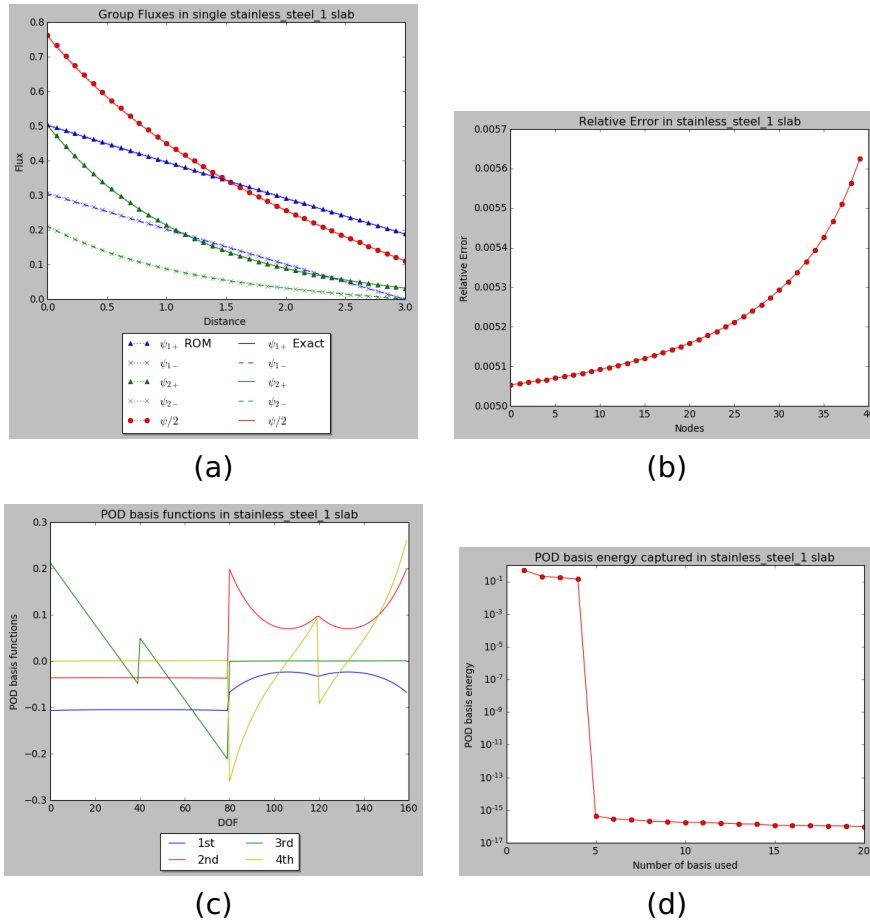 Group Fluxes in single stainless_steel_1 slab
0.8
0.7
0.6
0.5
0.4
0.3
0.2
0.1
0.0
Flux
0.0 0.5 1.0 1.5 2.0 2.5 3.0
Distance
ψ1+ ROM ψ1+ Exact
ψ1− ψ1−
ψ2+ ψ2+
ψ2− ψ2−
ψ/2 ψ/2
(a)
Relative Error in stainless_steel_1 slab
0.0057
0.0056
0.0055
0.0054
0.0053
0.0052
0.0051
0.0050
Relative Error
0 5 10 15 20 25 30 35 40
Nodes
(b)
POD basis functions in stainless_steel_1 slab
0.3
0.2
0.1
0.0
−0.1
−0.2
−0.3
POD basis functions
0 20 40 60 80 100 120 140 160
DOF
1st 3rd
2nd 4th
(c)
POD basis energy captured in stainless_steel_1 slab
10^-1
10^-3
10^-5
10^-7
10^-9
10^-11
10^-13
10^-15
10^-17
POD basis energy
0 5 10 15 20
Number of basis used
(d)